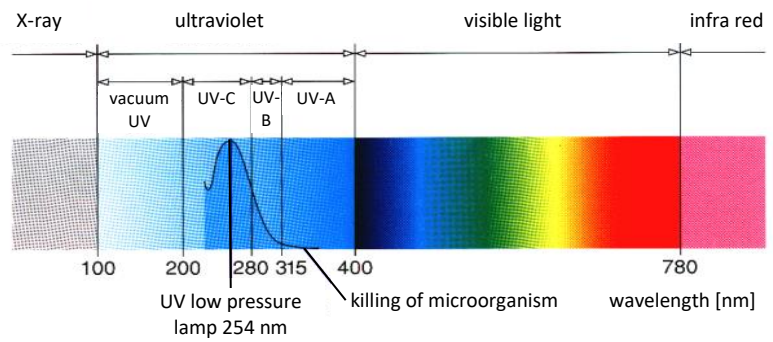 X-ray ultraviolet visible light infra red
vacuum UV-C UV- UV-A
UV B
100 200 280 315 400 780
UV low pressure killing of microorganism wavelength [nm]
lamp 254 nm